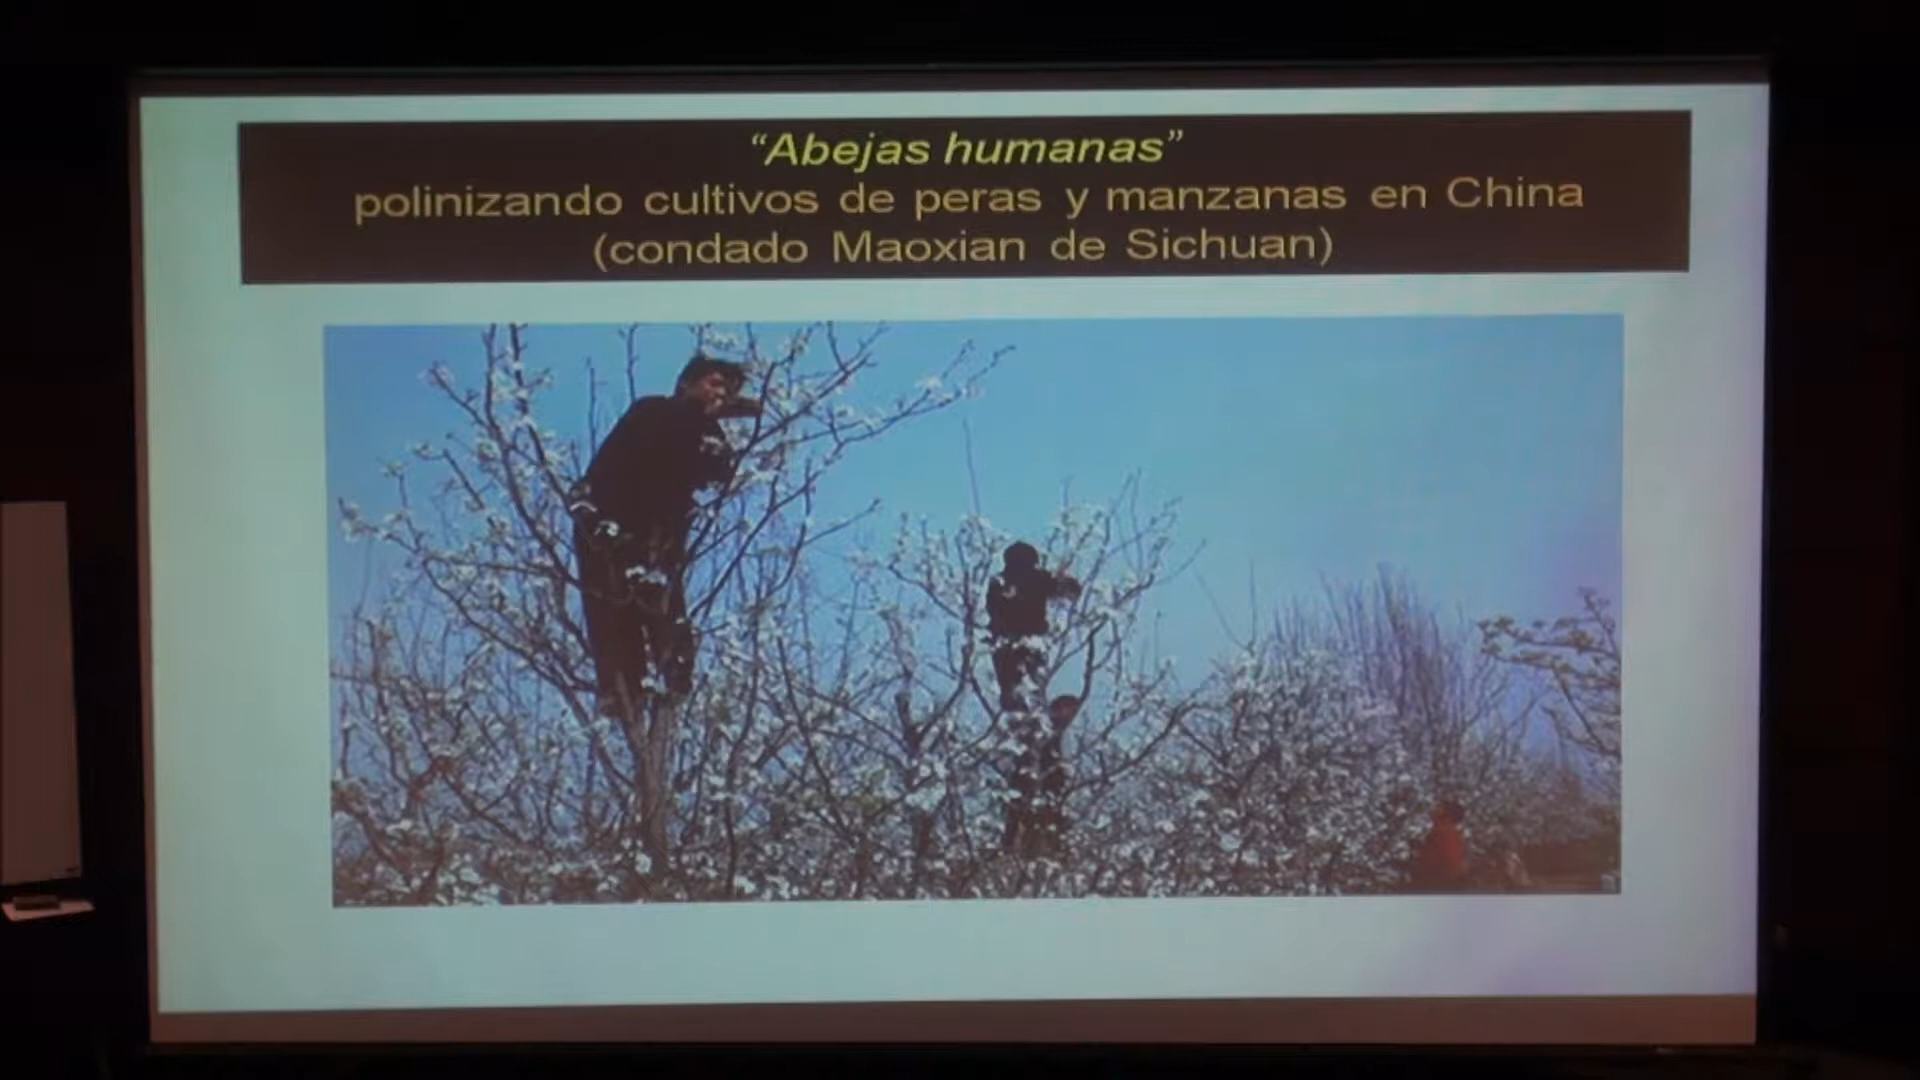 “Abejas humanas”
polinizando cultivos de peras y manzanas en China
(condado Maoxian de Sichuan)